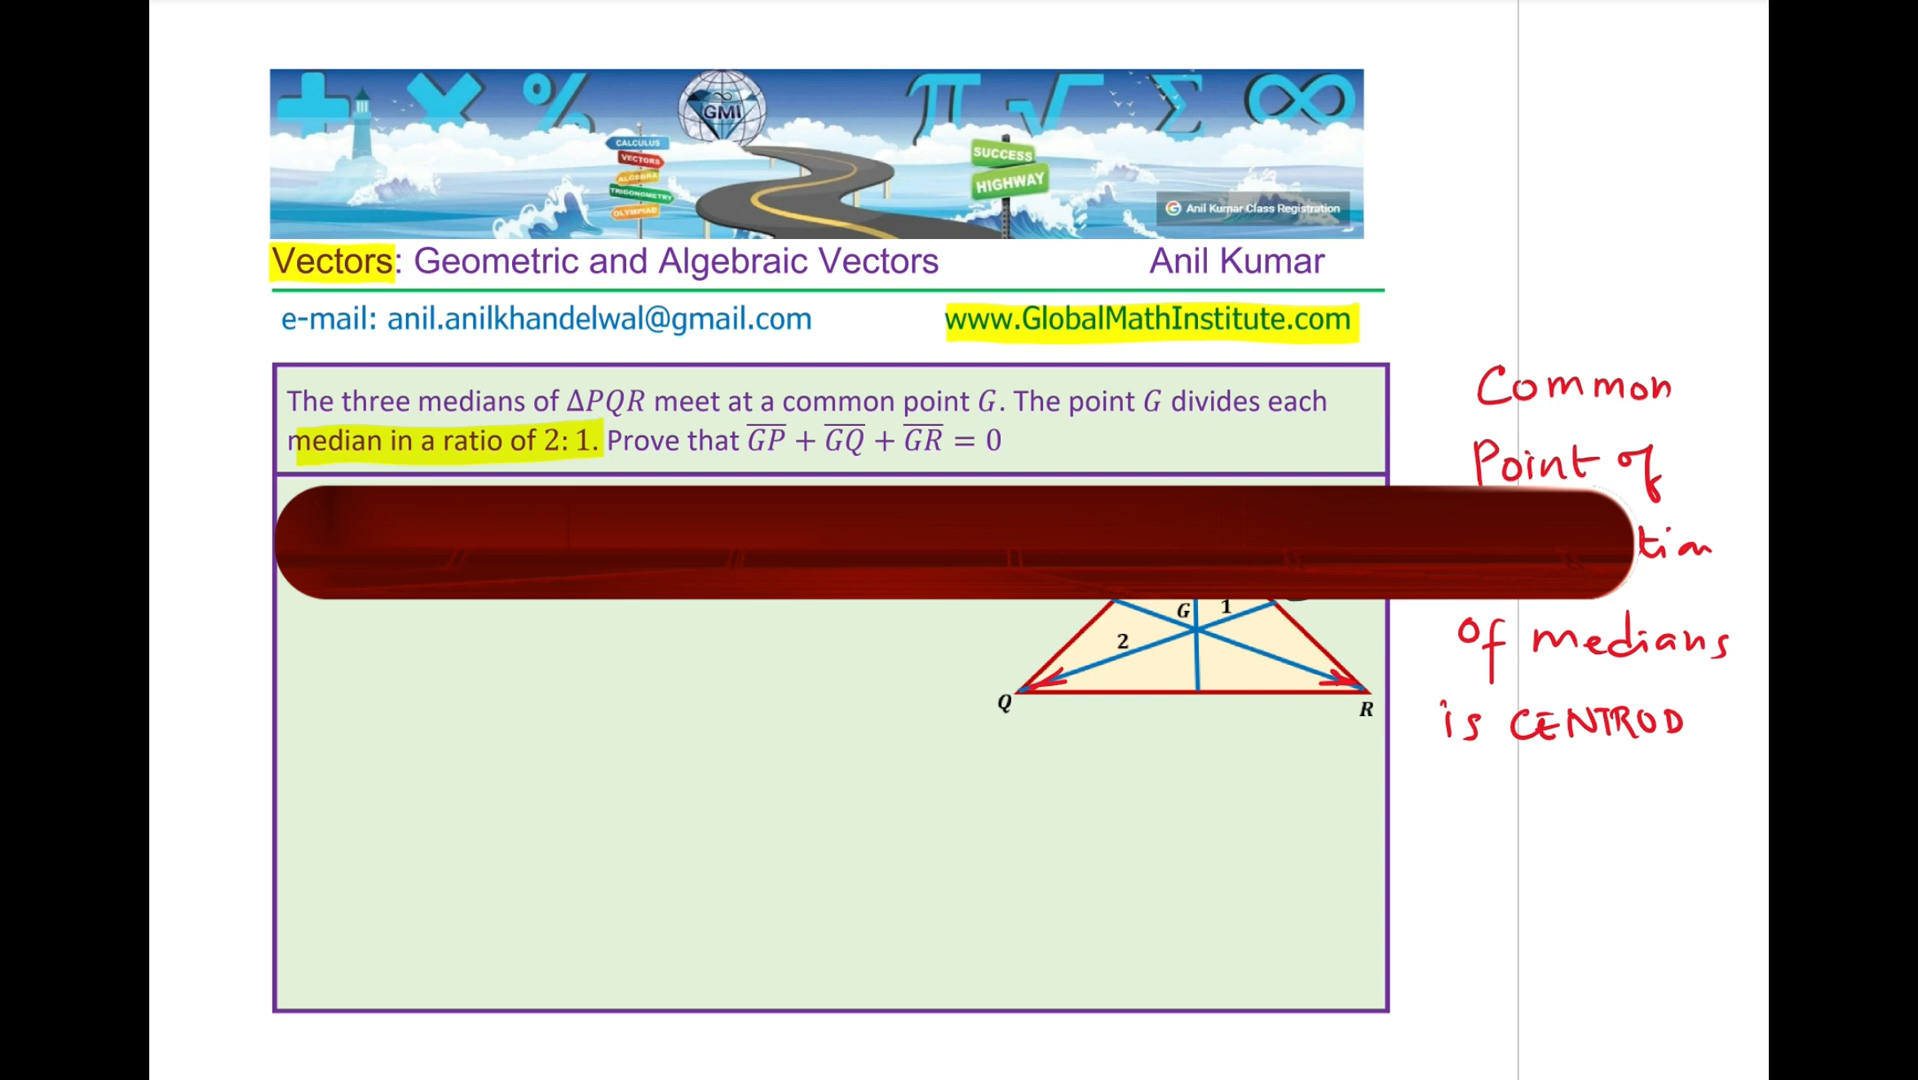 GMI
CALCULUS
VECTORS
ALGEBRA
TRIGONOMETRY
OLYMPIAD
SUCCESS
HIGHWAY
Anil Kumar Class Registration
Vectors: Geometric and Algebraic Vectors Anil Kumar
e-mail: anil.anilkhandelwal@gmail.com www.GlobalMathInstitute.com
The three medians of ΔPQR meet at a common point G. The point G divides each
median in a ratio of 2: 1. Prove that \overline{GP} + \overline{GQ} + \overline{GR} = 0
Common
Point of
tion
of medians
is CENTROD
G 1
2
Q R